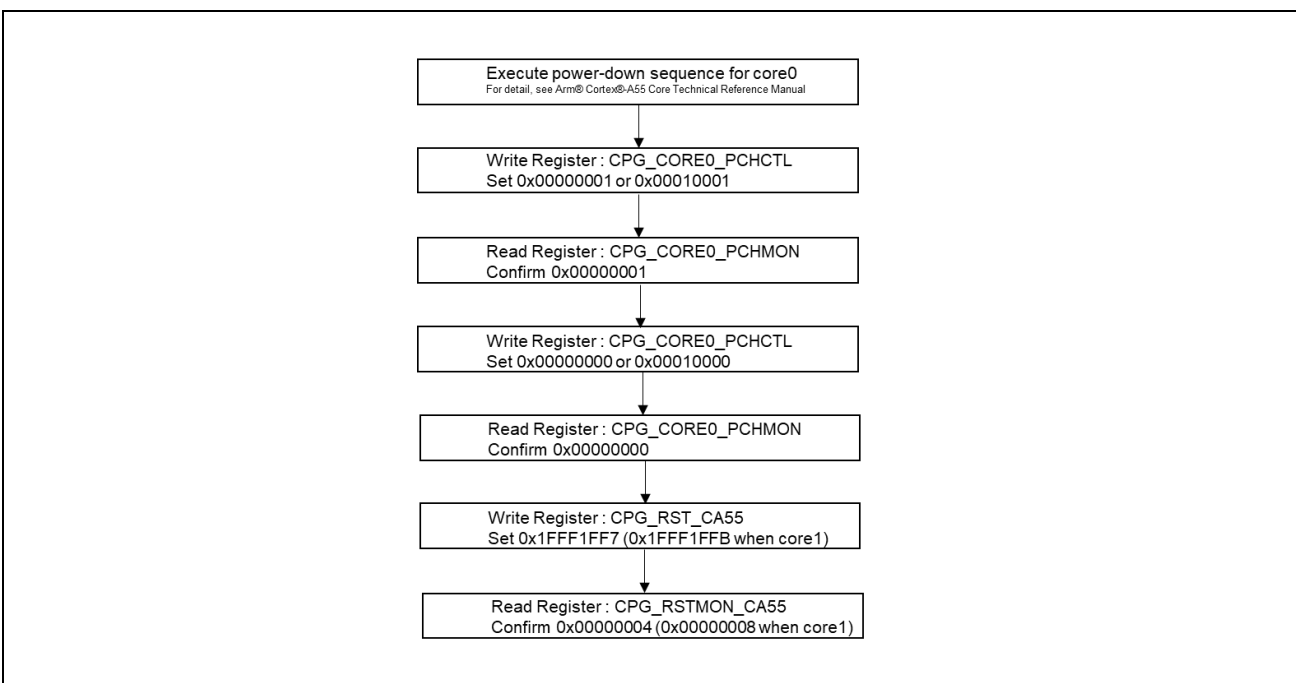 Execute power-down sequence for core0
For detail, see Arm® Cortex®-A55 Core Technical Reference Manual
Write Register : CPG_CORE0_PCHCTL
Set 0x00000001 or 0x00010001
Read Register : CPG_CORE0_PCHMON
Confirm 0x00000001
Write Register : CPG_CORE0_PCHCTL
Set 0x00000000 or 0x00010000
Read Register : CPG_CORE0_PCHMON
Confirm 0x00000000
Write Register : CPG_RST_CA55
Set 0x1FFF1FF7 (0x1FFF1FFB when core1)
Read Register : CPG_RSTMON_CA55
Confirm 0x00000004 (0x00000008 when core1)